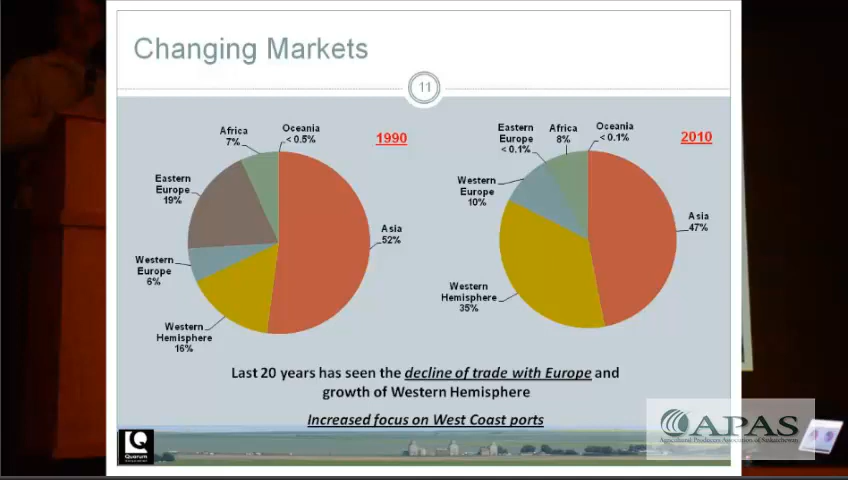 Changing Markets
11
1990
Oceania
< 0.5%
Africa
7%
Eastern
Europe
19%
Western
Europe
6%
Western
Hemisphere
16%
Asia
52%
2010
Oceania
< 0.1%
Africa
8%
Eastern
Europe
< 0.1%
Western
Europe
10%
Western
Hemisphere
35%
Asia
47%
Last 20 years has seen the decline of trade with Europe and
growth of Western Hemisphere
Increased focus on West Coast ports
Quorum
APAS
Agricultural Producers Association of Saskatchewan